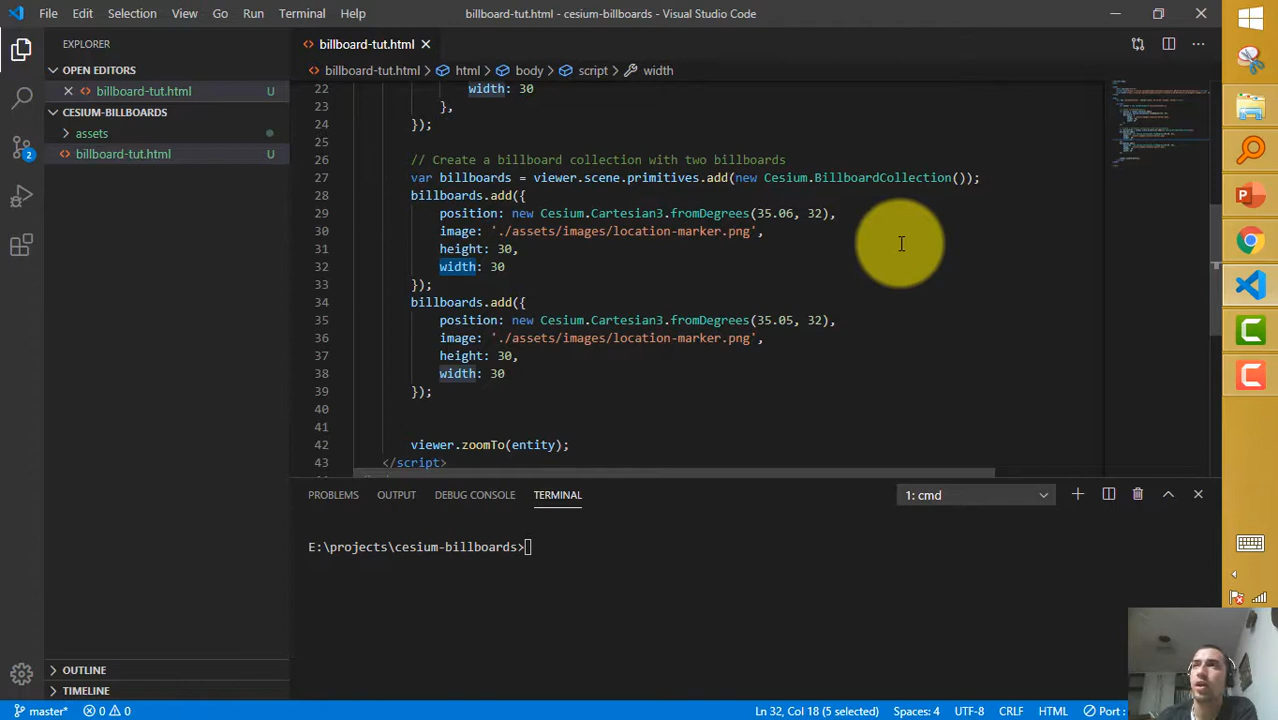 File Edit Selection View Go Run Terminal Help billboard-tut.html - cesium-billboards - Visual Studio Code
EXPLORER
billboard-tut.html
OPEN EDITORS
billboard-tut.html > html > body > script > width
billboard-tut.html U
CESIUM-BILLBOARDS
assets
billboard-tut.html U
2
22 width: 30
23 },
24 });
25
26 // Create a billboard collection with two billboards
27 var billboards = viewer.scene.primitives.add(new Cesium.BillboardCollection());
28 billboards.add({
29 position: new Cesium.Cartesian3.fromDegrees(35.06, 32),
30 image: './assets/images/location-marker.png',
31 height: 30,
32 width: 30
33 });
34 billboards.add({
35 position: new Cesium.Cartesian3.fromDegrees(35.05, 32),
36 image: './assets/images/location-marker.png',
37 height: 30,
38 width: 30
39 });
40
41
42 viewer.zoomTo(entity);
43 </script>
PROBLEMS OUTPUT DEBUG CONSOLE TERMINAL 1: cmd
E:\projects\cesium-billboards>
OUTLINE
TIMELINE
master* 0 0 Ln 32, Col 18 (5 selected) Spaces: 4 UTF-8 CRLF HTML Port :